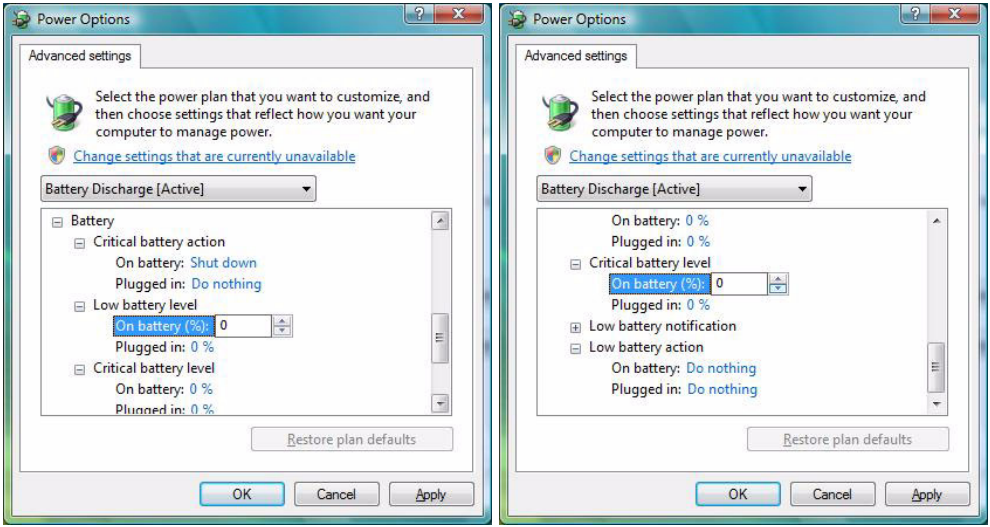 Power Options
Advanced settings
Select the power plan that you want to customize, and
then choose settings that reflect how you want your
computer to manage power.
Change settings that are currently unavailable
Battery Discharge [Active]
Battery
Critical battery action
On battery: Shut down
Plugged in: Do nothing
Low battery level
On battery (%): 0
Plugged in: 0 %
Critical battery level
On battery: 0 %
Plugged in: 0 %
Restore plan defaults
OK Cancel Apply
Power Options
Advanced settings
Select the power plan that you want to customize, and
then choose settings that reflect how you want your
computer to manage power.
Change settings that are currently unavailable
Battery Discharge [Active]
On battery: 0 %
Plugged in: 0 %
Critical battery level
On battery (%): 0
Plugged in: 0 %
Low battery notification
Low battery action
On battery: Do nothing
Plugged in: Do nothing
Restore plan defaults
OK Cancel Apply